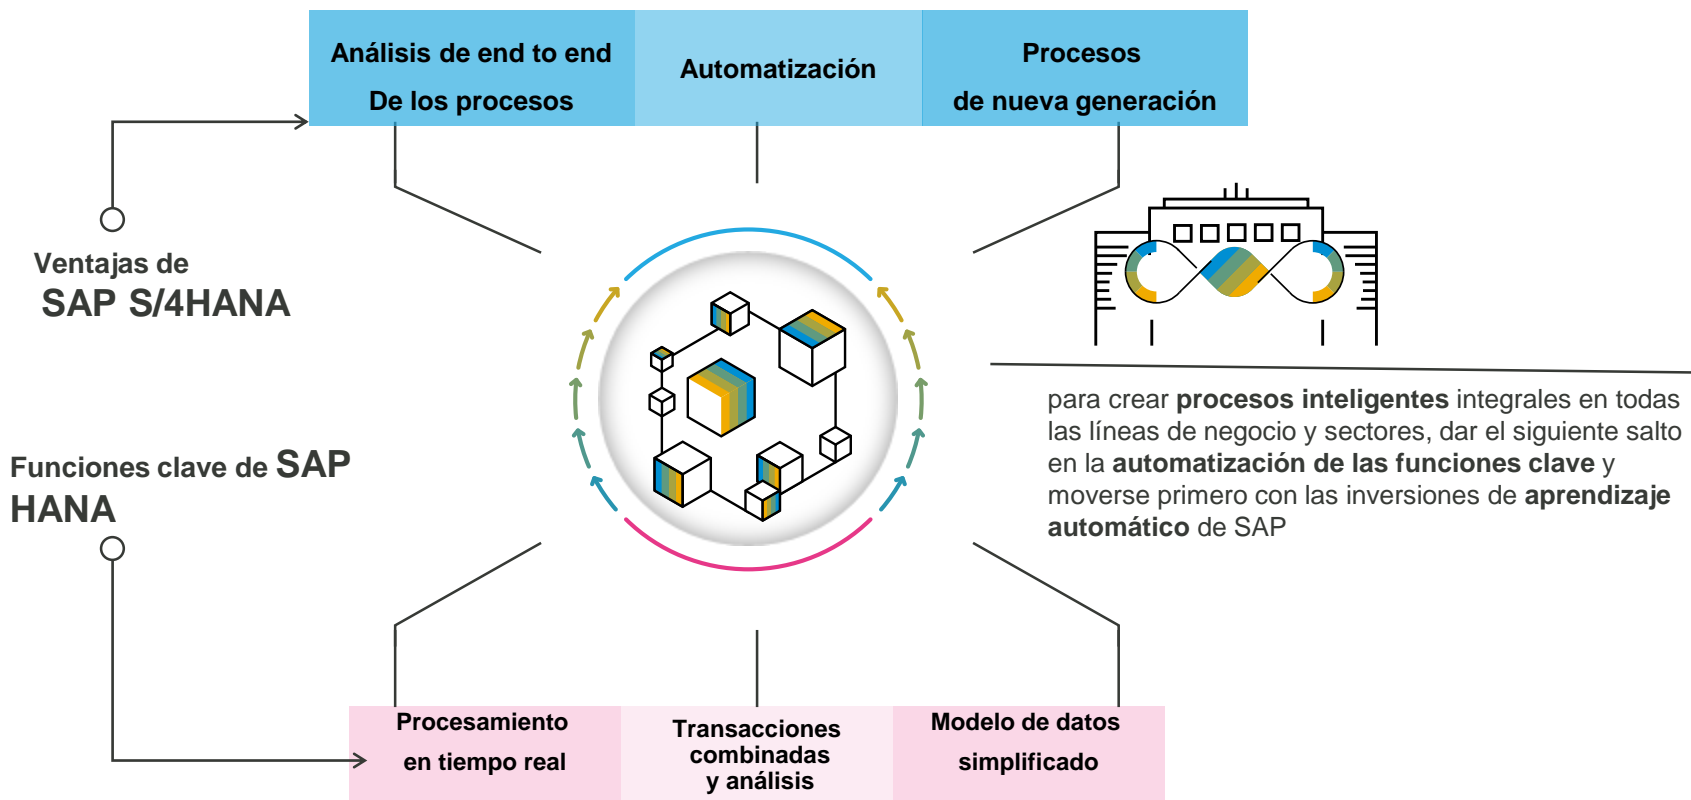 Análisis de end to end
De los procesos
Automatización
Procesos
de nueva generación
Ventajas de
SAP S/4HANA
para crear procesos inteligentes integrales en todas
las líneas de negocio y sectores, dar el siguiente salto
en la automatización de las funciones clave y
moverse primero con las inversiones de aprendizaje
automático de SAP
Funciones clave de SAP
HANA
Procesamiento
en tiempo real
Transacciones
combinadas
y análisis
Modelo de datos
simplificado